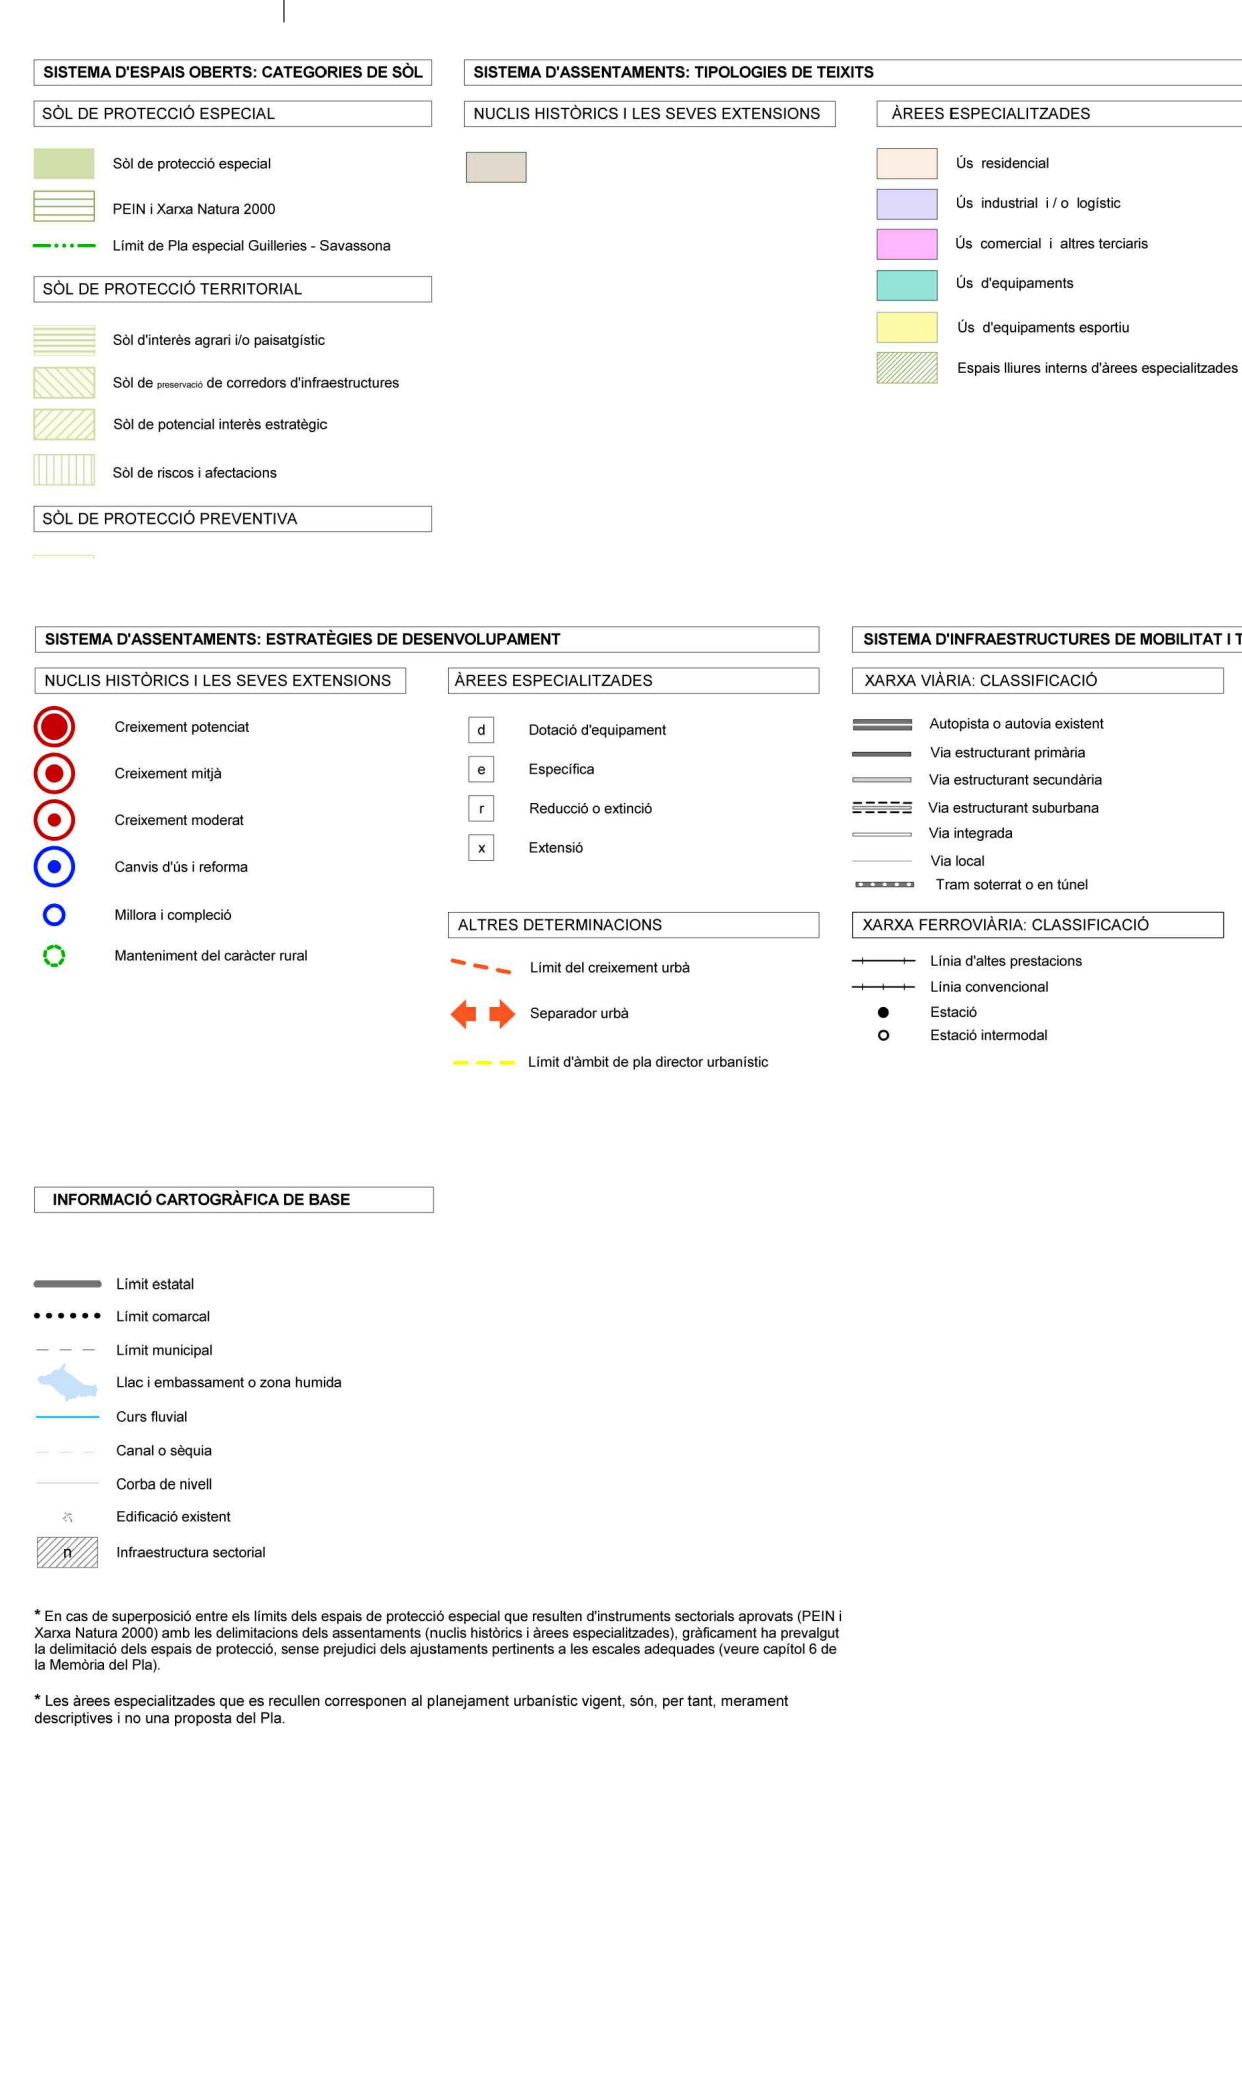 SISTEMA D'ESPAIS OBERTS: CATEGORIES DE SÒL
SÒL DE PROTECCIÓ ESPECIAL
Sòl de protecció especial
PEIN i Xarxa Natura 2000
Límit de Pla especial Guilleries - Savassona
SÒL DE PROTECCIÓ TERRITORIAL
Sòl d'interès agrari i/o paisatgístic
Sòl de preservació de corredors d'infraestructures
Sòl de potencial interès estratègic
Sòl de riscos i afectacions
SÒL DE PROTECCIÓ PREVENTIVA
SISTEMA D'ASSENTAMENTS: TIPOLOGIES DE TEIXITS
NUCLIS HISTÒRICS I LES SEVES EXTENSIONS
ÀREES ESPECIALITZADES
Ús residencial
Ús industrial i / o logístic
Ús comercial i altres terciaris
Ús d'equipaments
Ús d'equipaments esportiu
Espais lliures interns d'àrees especialitzades
SISTEMA D'ASSENTAMENTS: ESTRATÈGIES DE DESENVOLUPAMENT
NUCLIS HISTÒRICS I LES SEVES EXTENSIONS
Creixement potenciat
Creixement mitjà
Creixement moderat
Canvis d'ús i reforma
Millora i compleció
Manteniment del caràcter rural
ÀREES ESPECIALITZADES
d Dotació d'equipament
e Específica
r Reducció o extinció
x Extensió
ALTRES DETERMINACIONS
Límit del creixement urbà
Separador urbà
Límit d'àmbit de pla director urbanístic
SISTEMA D'INFRAESTRUCTURES DE MOBILITAT I T
XARXA VIÀRIA: CLASSIFICACIÓ
Autopista o autovia existent
Via estructurant primària
Via estructurant secundària
Via estructurant suburbana
Via integrada
Via local
Tram soterrat o en túnel
XARXA FERROVIÀRIA: CLASSIFICACIÓ
Línia d'altes prestacions
Línia convencional
Estació
Estació intermodal
INFORMACIÓ CARTOGRÀFICA DE BASE
Límit estatal
Límit comarcal
Límit municipal
Llac i embassament o zona humida
Curs fluvial
Canal o sèquia
Corba de nivell
Edificació existent
n Infraestructura sectorial
* En cas de superposició entre els límits dels espais de protecció especial que resulten d'instruments sectorials aprovats (PEIN i
Xarxa Natura 2000) amb les delimitacions dels assentaments (nuclis històrics i àrees especialitzades), gràficament ha prevalgut
la delimitació dels espais de protecció, sense prejudici dels ajustaments pertinents a les escales adequades (veure capítol 6 de
la Memòria del Pla).
* Les àrees especialitzades que es recullen corresponen al planejament urbanístic vigent, són, per tant, merament
descriptives i no una proposta del Pla.